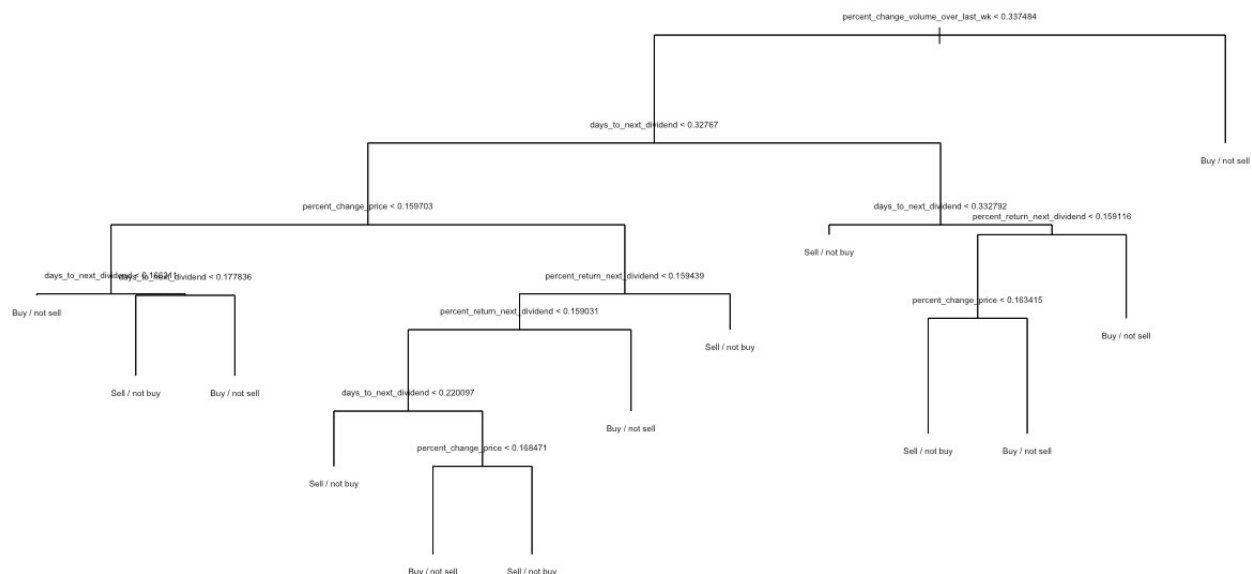 percent_change_volume_over_last_wk < 0.337484
days_to_next_dividend < 0.32767
Buy / not sell
percent_change_price < 0.159703
days_to_next_dividend < 0.332792
percent_return_next_dividend < 0.159116
Sell / not buy
days_to_next_dividend
days_to_next_dividend < 0.177836
percent_return_next_dividend < 0.159439
Buy / not sell
percent_return_next_dividend < 0.159031
percent_change_price < 0.163415
Sell / not buy
Buy / not sell
Sell / not buy
Buy / not sell
days_to_next_dividend < 0.220097
Buy / not sell
Sell / not buy
percent_change_price < 0.168471
Sell / not buy
Buy / not sell
Buy / not sell
Sell / not buy